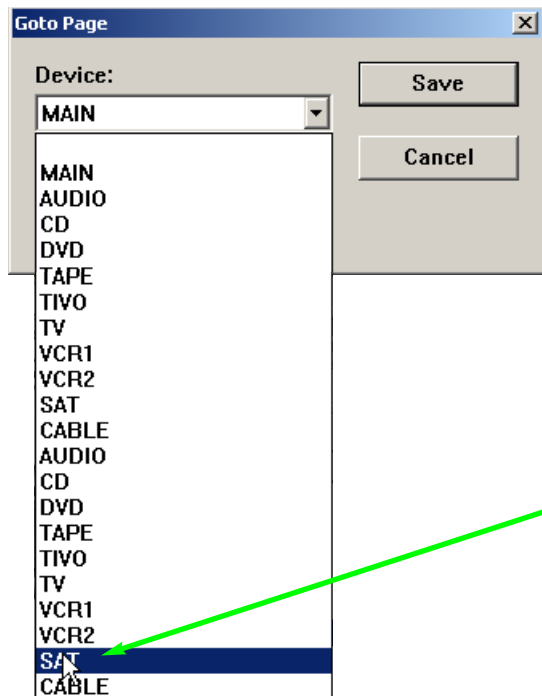 Goto Page
Device:
Save
MAIN
Cancel
MAIN
AUDIO
CD
DVD
TAPE
TIVO
TV
VCR1
VCR2
SAT
CABLE
AUDIO
CD
DVD
TAPE
TIVO
TV
VCR1
VCR2
SAT
CABLE